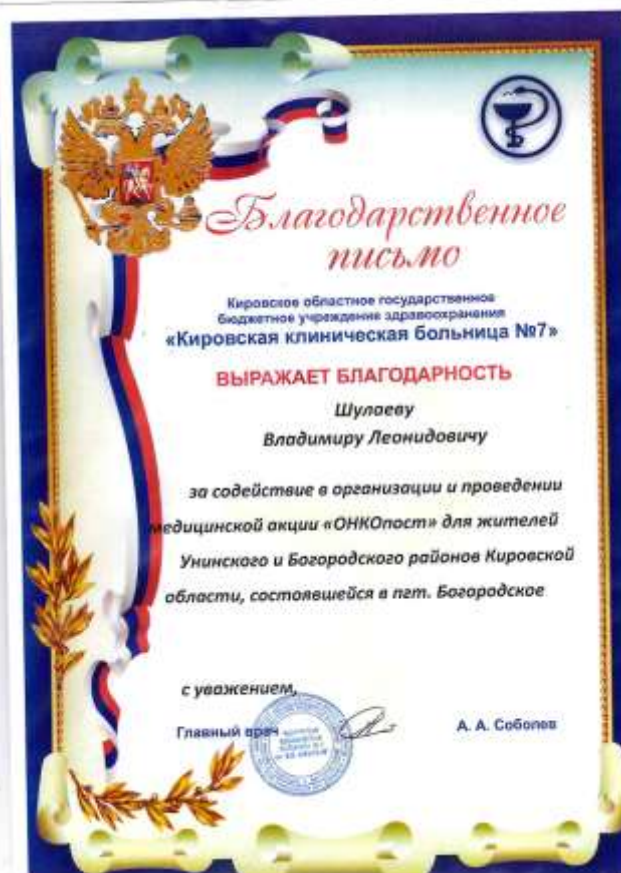 Благодарственное
письмо
Кировское областное государственное
бюджетное учреждение здравоохранения
«Кировская клиническая больница №7»
ВЫРАЖАЕТ БЛАГОДАРНОСТЬ
Шулаеву
Владимиру Леонидовичу
за содействие в организации и проведении
медицинской акции «ОНКОпост» для жителей
Унинского и Богородского районов Кировской
области, состоявшейся в пгт. Богородское
с уважением,
Главный врач
А. А. Соболев